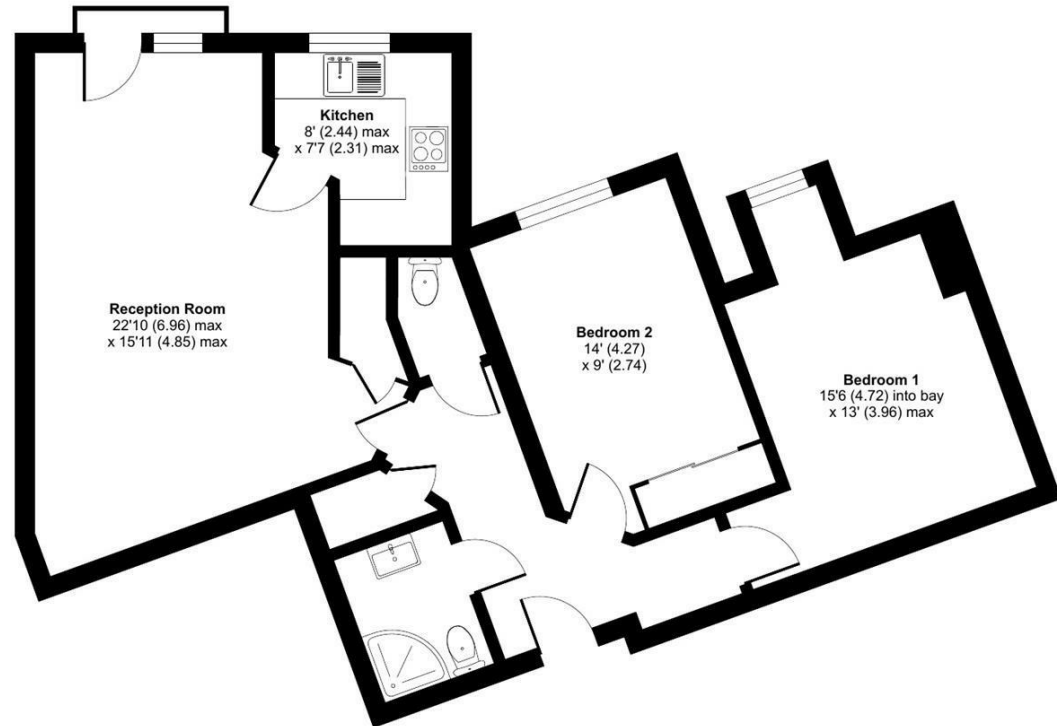 Kitchen
8' (2.44) max
x 7'7 (2.31) max
Reception Room
22'10 (6.96) max
x 15'11 (4.85) max
Bedroom 2
14' (4.27)
x 9' (2.74)
Bedroom 1
15'6 (4.72) into bay
x 13' (3.96) max